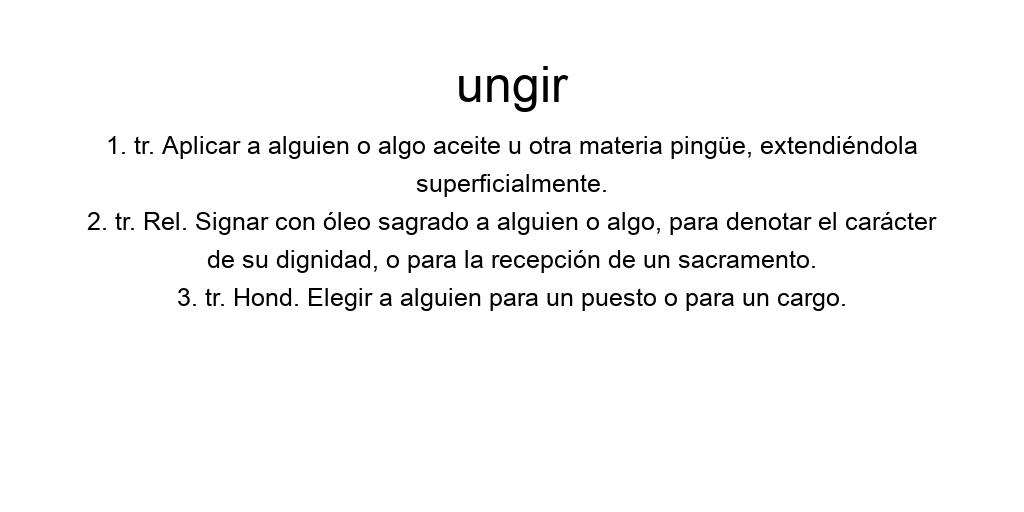 ungir
1. tr. Aplicar a alguien o algo aceite u otra materia pingüe, extendiéndola
superficialmente.
2. tr. Rel. Signar con óleo sagrado a alguien o algo, para denotar el carácter
de su dignidad, o para la recepción de un sacramento.
3. tr. Hond. Elegir a alguien para un puesto o para un cargo.